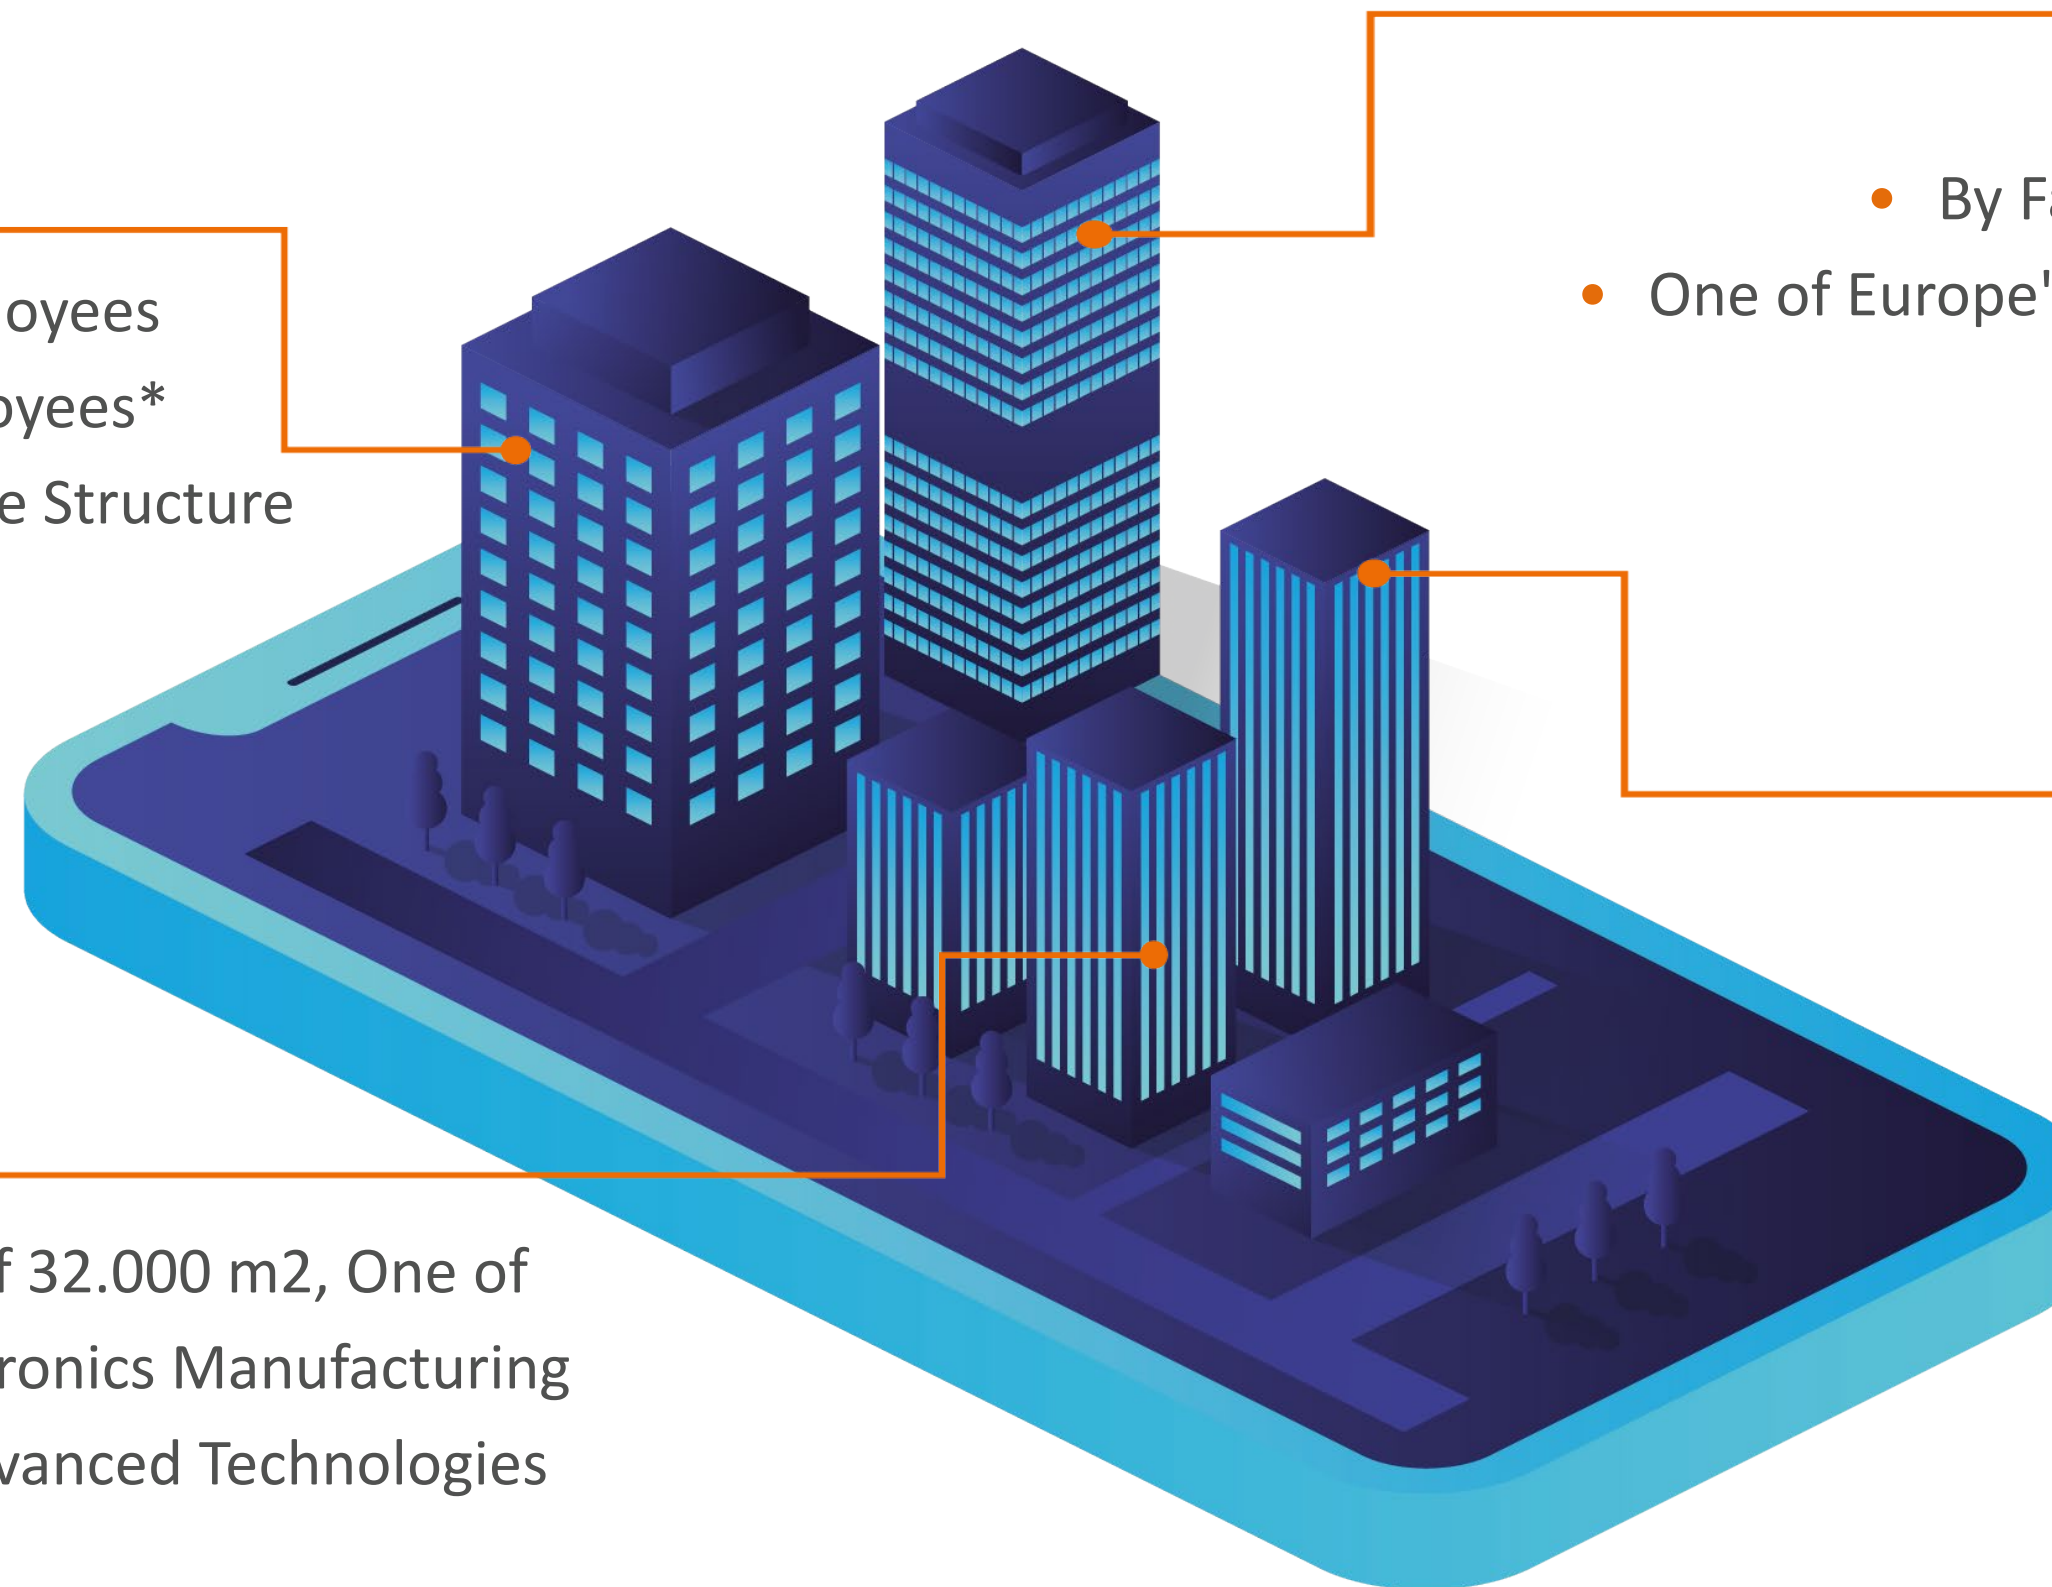 oyees
oyees*
e Structure
• By Fa
• One of Europe'
f 32.000 m2, One of
ronics Manufacturing
vanced Technologies